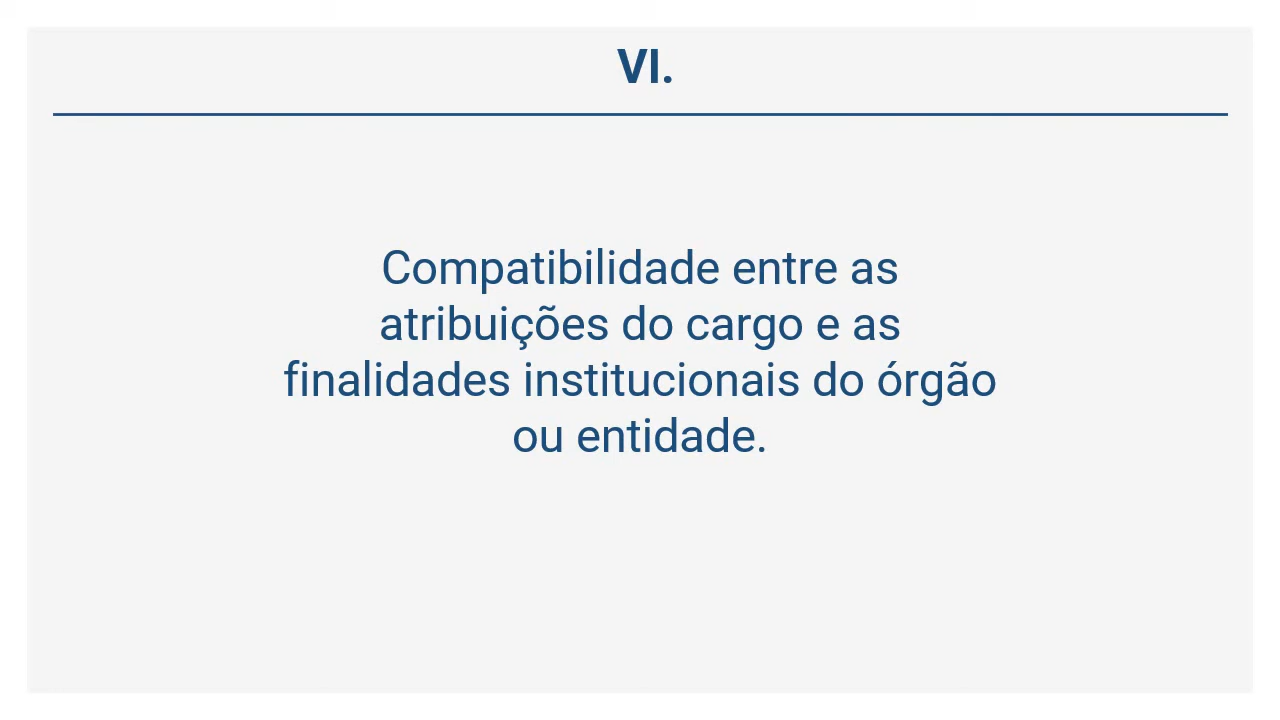 VI.
Compatibilidade entre as
atribuições do cargo e as
finalidades institucionais do órgão
ou entidade.